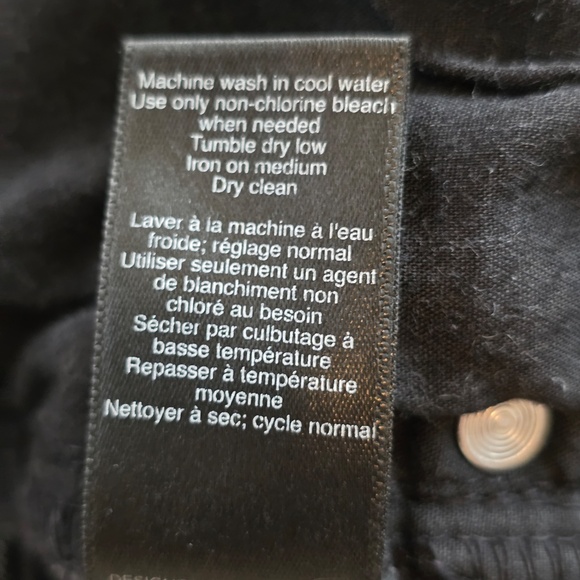 Machine wash in cool water
Use only non-chlorine bleach
when needed
Tumble dry low
Iron on medium
Dry clean
Laver à la machine à l'eau
froide; réglage normal
Utiliser seulement un agent
de blanchiment non
chloré au besoin
Sécher par culbutage à
basse température
Repasser à température
moyenne
Nettoyer à sec; cycle normal